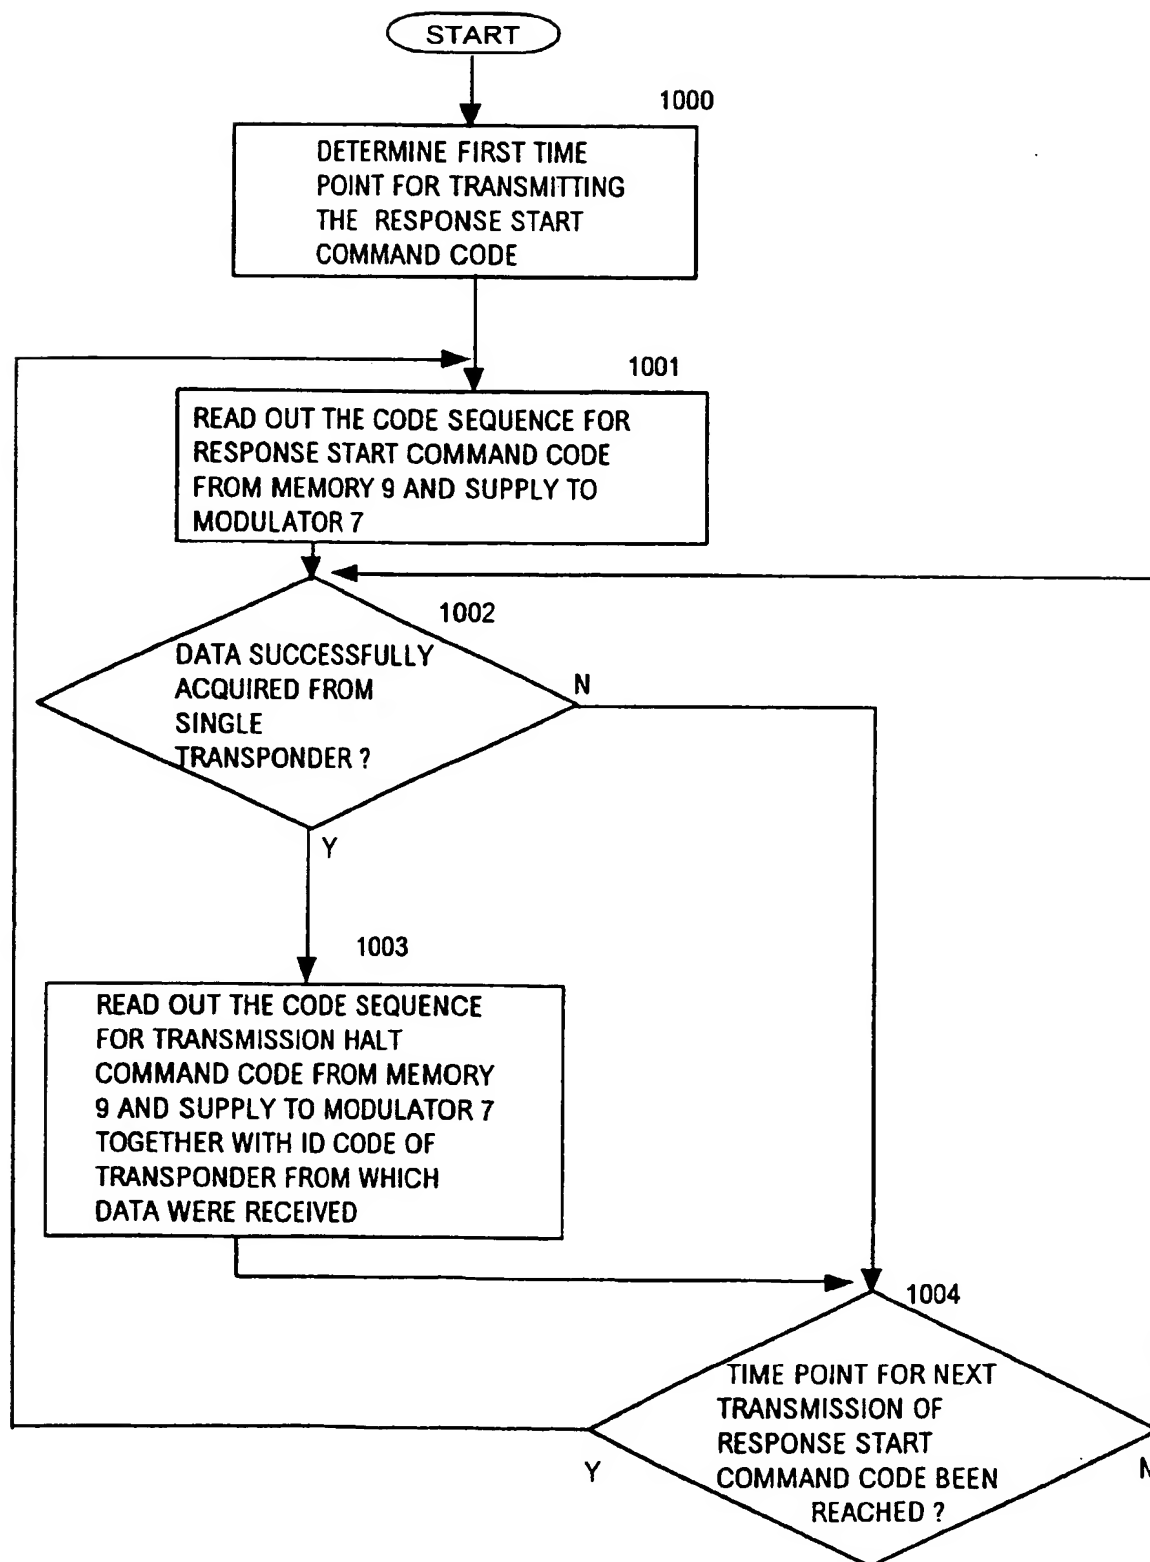 START
1000
DETERMINE FIRST TIME
POINT FOR TRANSMITTING
THE RESPONSE START
COMMAND CODE
1001
READ OUT THE CODE SEQUENCE FOR
RESPONSE START COMMAND CODE
FROM MEMORY 9 AND SUPPLY TO
MODULATOR 7
1002
DATA SUCCESSFULLY
ACQUIRED FROM
SINGLE
TRANSPONDER ?
N
Y
1003
READ OUT THE CODE SEQUENCE
FOR TRANSMISSION HALT
COMMAND CODE FROM MEMORY
9 AND SUPPLY TO MODULATOR 7
TOGETHER WITH ID CODE OF
TRANSPONDER FROM WHICH
DATA WERE RECEIVED
1004
TIME POINT FOR NEXT
TRANSMISSION OF
RESPONSE START
COMMAND CODE BEEN
REACHED ?
Y
N